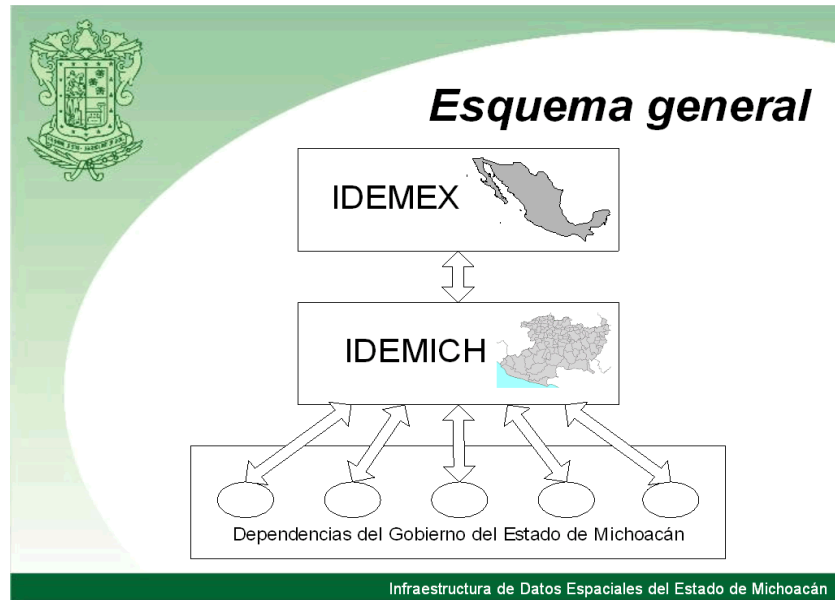 Esquema general
IDEMEX
IDEMICH
Dependencias del Gobierno del Estado de Michoacán
Infraestructura de Datos Espaciales del Estado de Michoacán